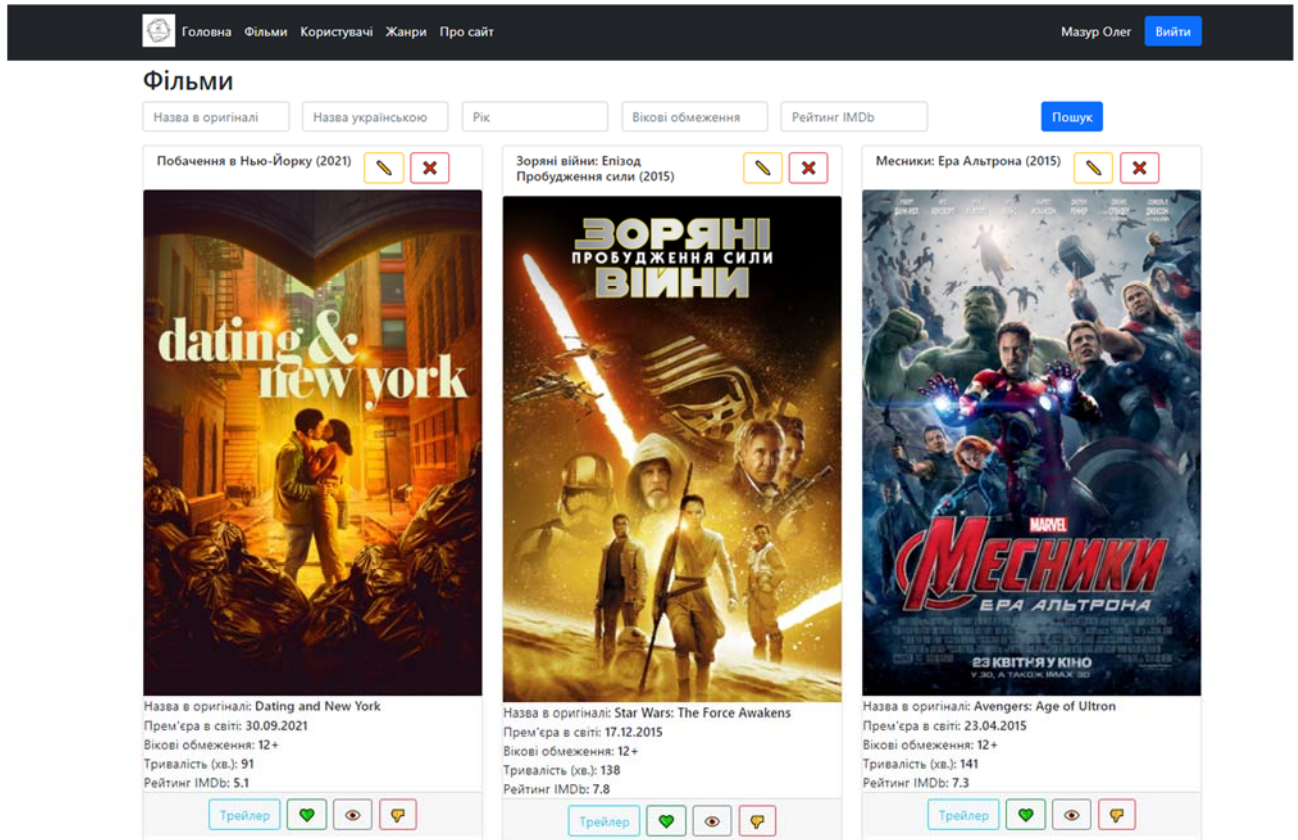 Головна Фільми Користувачі Жанри Про сайт Мазур Олег Вийти
Фільми
Назва в оригіналі Назва українською Рік Вікові обмеження Рейтинг IMDb Пошук
Побачення в Нью-Йорку (2021)
dating &
new york
Назва в оригіналі: Dating and New York
Прем'єра в світі: 30.09.2021
Вікові обмеження: 12+
Тривалість (хв.): 91
Рейтинг IMDb: 5.1
Трейлер
Зоряні війни: Епізод
Пробудження сили (2015)
ЗОРЯНІ
ПРОБУДЖЕННЯ СИЛИ
ВІЙНИ
Назва в оригіналі: Star Wars: The Force Awakens
Прем'єра в світі: 17.12.2015
Вікові обмеження: 12+
Тривалість (хв.): 138
Рейтинг IMDb: 7.8
Трейлер
Месники: Ера Альтрона (2015)
MARVEL
МЕСНИКИ
ЕРА АЛЬТРОНА
23 КВІТНЯ У КІНО
У 3D, А ТАКОЖ IMAX 3D
Назва в оригіналі: Avengers: Age of Ultron
Прем'єра в світі: 23.04.2015
Вікові обмеження: 12+
Тривалість (хв.): 141
Рейтинг IMDb: 7.3
Трейлер